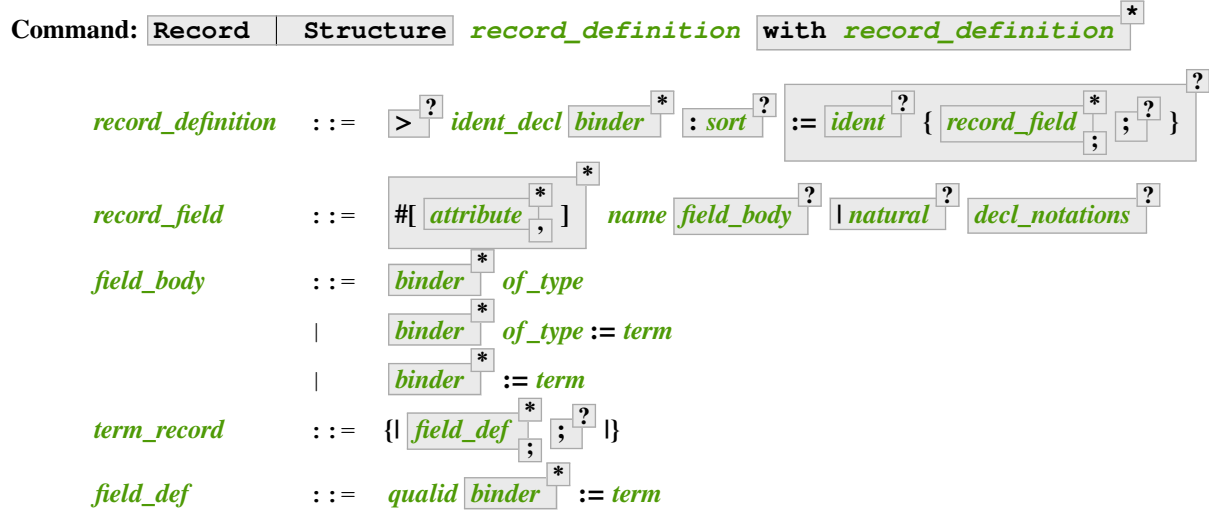 Command: Record | Structure record_definition with record_definition *
record_definition ::= > ? ident_decl binder * : sort ? := ident ? { record_field * ; ; ? } ?
record_field ::= #[ attribute * , ] * name field_body ? | natural ? decl_notations ?
field_body ::= binder * of_type
| binder * of_type := term
| binder * := term
term_record ::= {| field_def * ; ; ? |}
field_def ::= qualid binder * := term